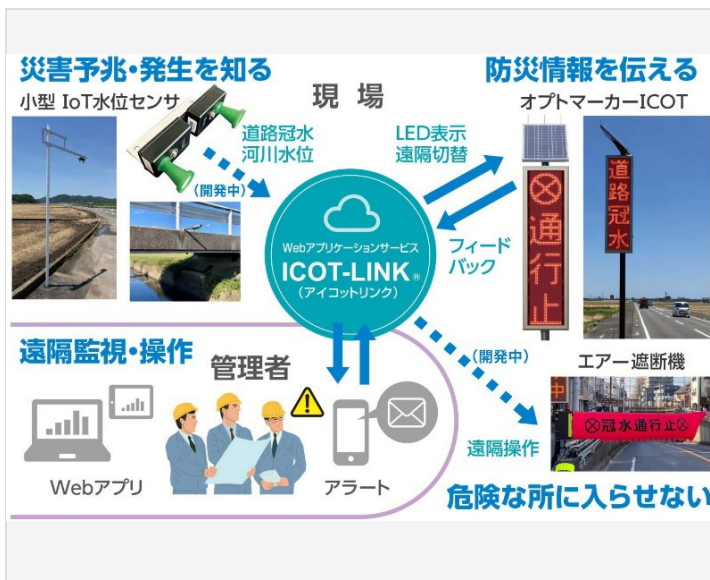 災害予兆・発生を知る
小型 IoT水位センサ
道路冠水
河川水位
(開発中)
現場
防災情報を伝える
オプトマーカーICOT
LED表示
遠隔切替
フィード
バック
通行止
道路冠水
Webアプリケーションサービス
ICOT-LINK®
(アイコットリンク)
遠隔監視・操作
管理者
Webアプリ
アラート
(開発中)
遠隔操作
エアー遮断機
中
冠水通行止
危険な所に入らせない